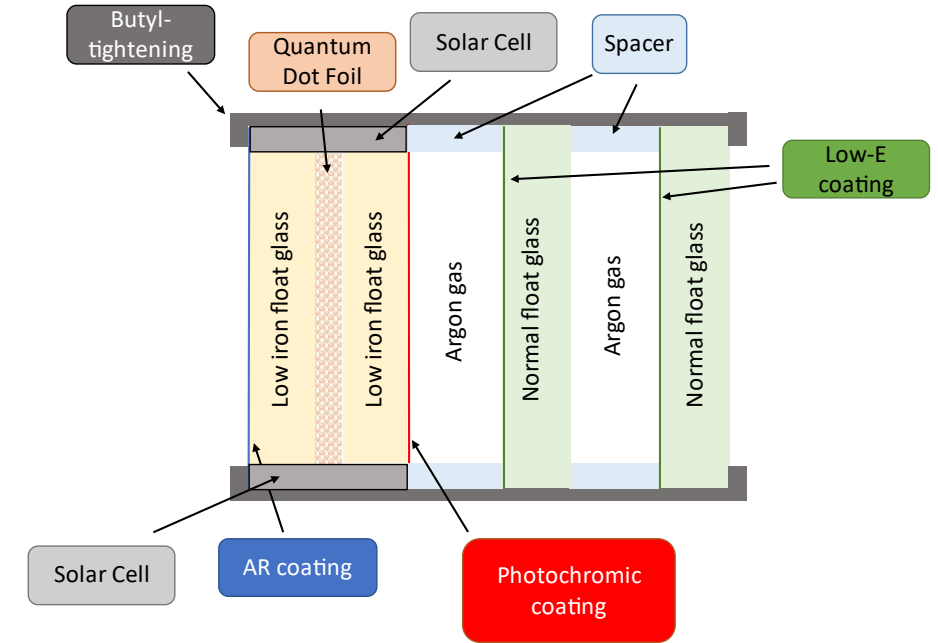 Butyl-
tightening
Quantum
Dot Foil
Solar Cell
Spacer
Low-E
coating
Low iron float glass
Low iron float glass
Argon gas
Normal float glass
Argon gas
Normal float glass
Solar Cell
AR coating
Photochromic
coating